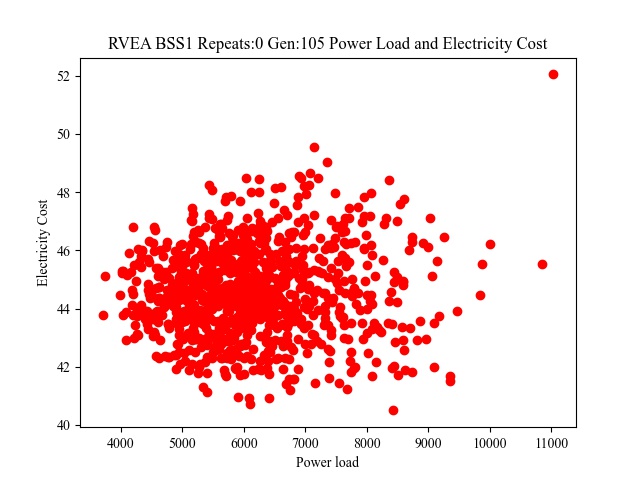 RVEA BSS1 Repeats:0 Gen:105 Power Load and Electricity Cost
52
50
48
46
44
42
40
Electricity Cost
4000 5000 6000 7000 8000 9000 10000 11000
Power load